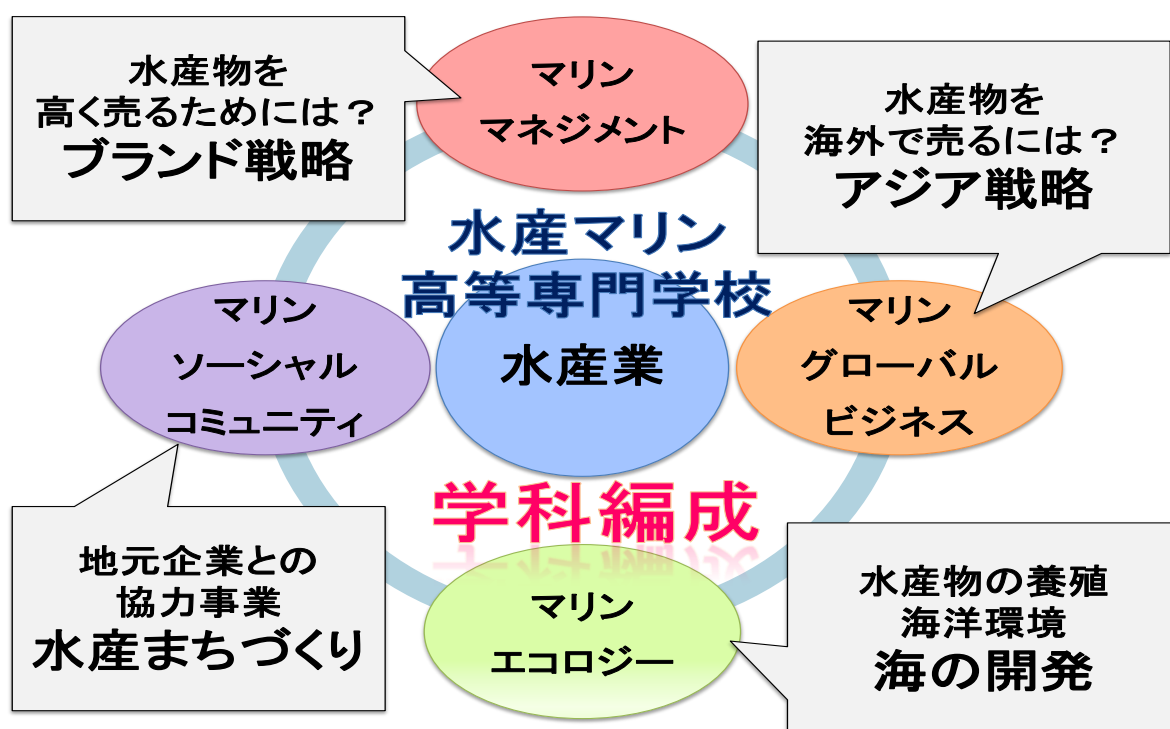 水産物を
高く売るためには？
ブランド戦略
マリン
マネジメント
水産物を
海外で売るには？
アジア戦略
水産マリン
高等専門学校
マリン
ソーシャル
コミュニティ
水産業
マリン
グローバル
ビジネス
学科編成
地元企業との
協力事業
水産まちづくり
マリン
エコロジー
水産物の養殖
海洋環境
海の開発